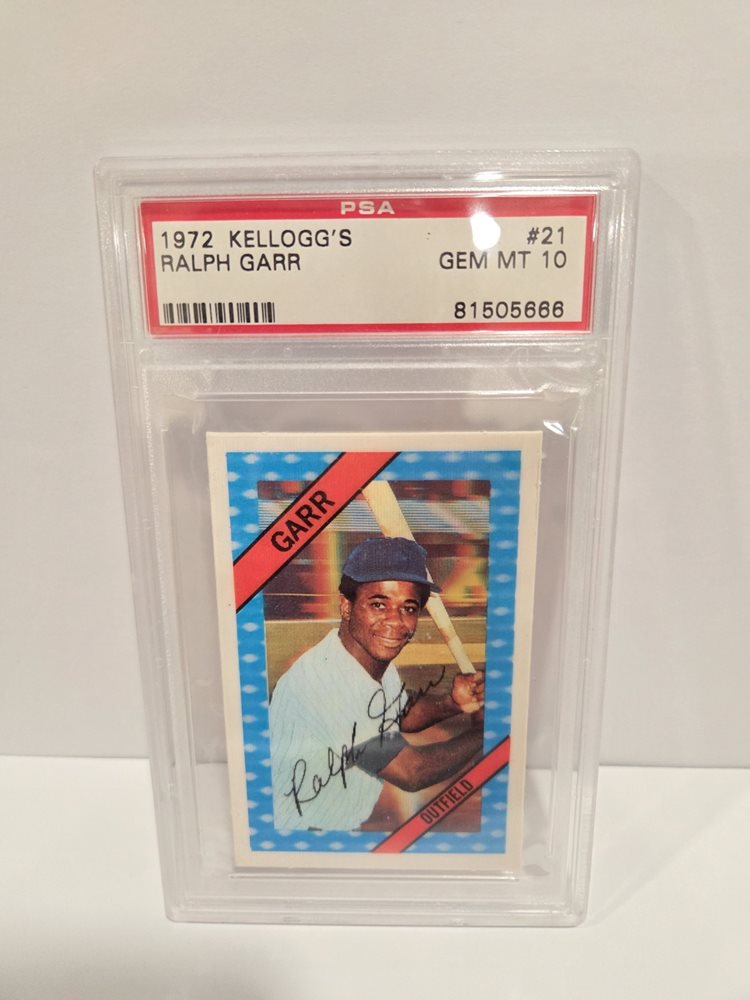 PSA
1972 KELLOGG'S #21
RALPH GARR GEM MT 10
81505666
GARR
Ralph Garr
OUTFIELD